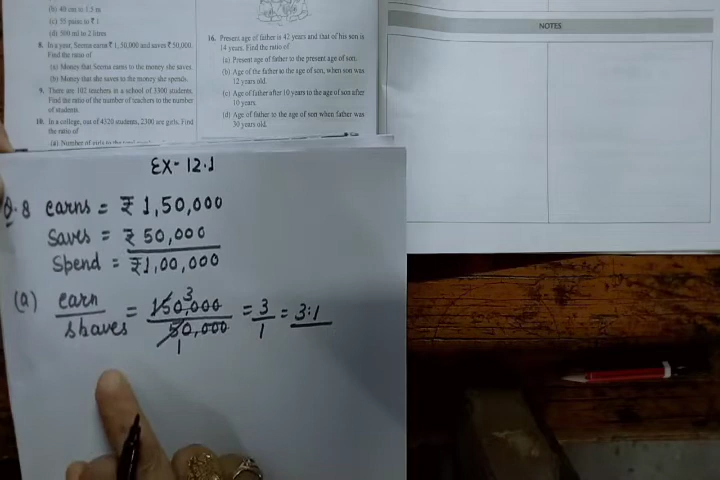 (b) 40 cm to 1.5 m
(c) 55 paise to ₹ 1
(d) 500 ml to 2 litres
8. In a year, Seema earns ₹ 1,50,000 and saves ₹ 50,000.
Find the ratio of
(a) Money that Seema earns to the money she saves.
(b) Money that she saves to the money she spends.
9. There are 102 teachers in a school of 3300 students.
Find the ratio of the number of teachers to the number
of students.
10. In a college, out of 4320 students, 2300 are girls. Find
the ratio of
(a) Number of girls to the total
16. Present age of father is 42 years and that of his son is
14 years. Find the ratio of
(a) Present age of father to the present age of son.
(b) Age of the father to the age of son, when son was
12 years old.
(c) Age of father after 10 years to the age of son after
10 years.
(d) Age of father to the age of son when father was
30 years old.
NOTES
EX- 12.1
Q.8 earns = ₹ 1,50,000
Saves = ₹ 50,000
Spend = ₹1,00,000
(a) earn / shaves = 150,000 / 50,000 = 3/1 = 3:1
3
1